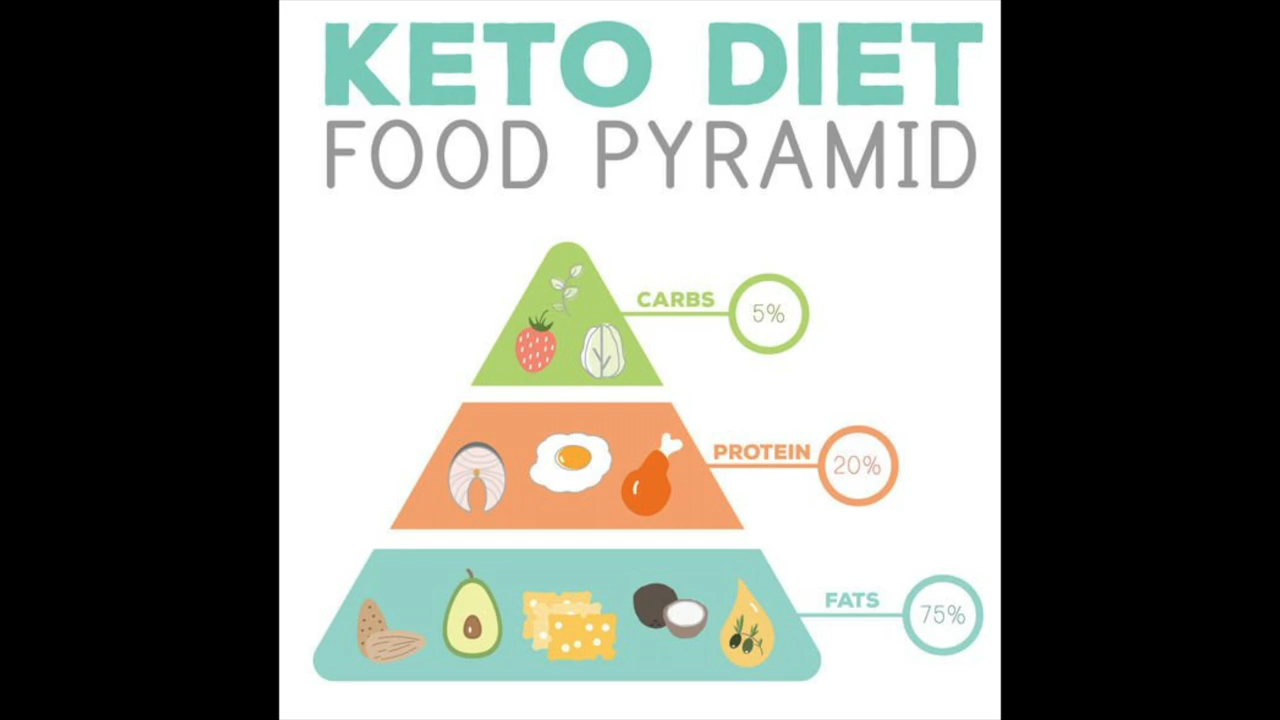 KETO DIET
FOOD PYRAMID
CARBS 5%
PROTEIN 20%
FATS 75%